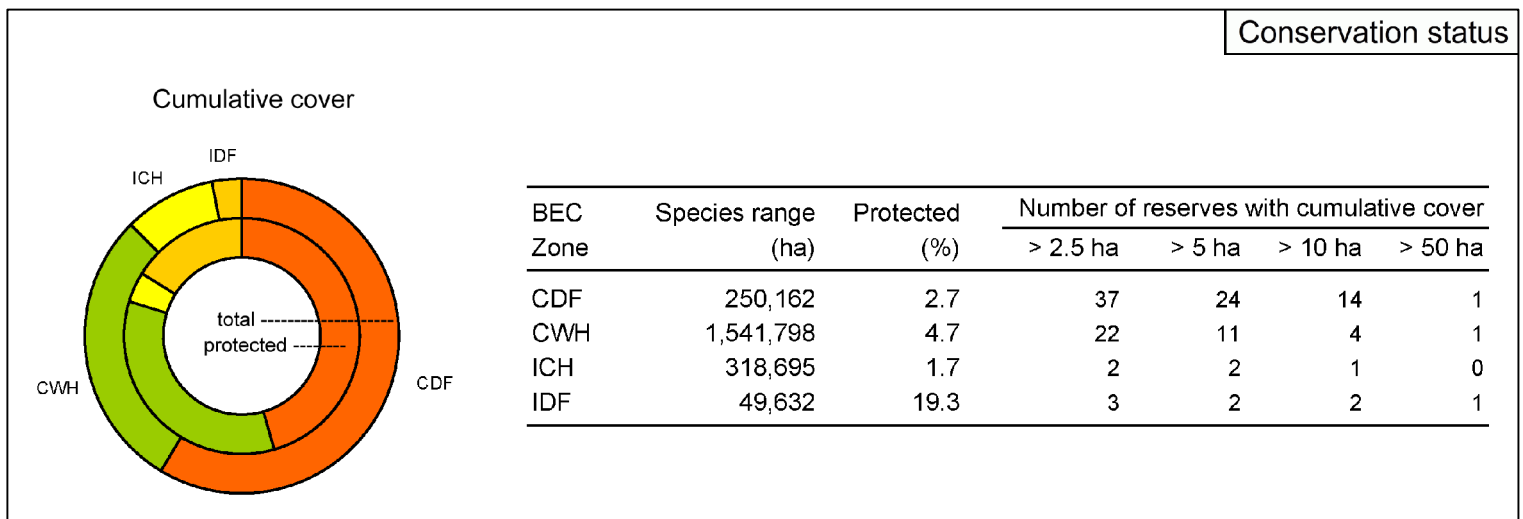 Conservation status
Cumulative cover
IDF
ICH
total
protected
CWH
CDF
BEC Species range Protected Number of reserves with cumulative cover
Zone (ha) (%) > 2.5 ha > 5 ha > 10 ha > 50 ha
CDF 250,162 2.7 37 24 14 1
CWH 1,541,798 4.7 22 11 4 1
ICH 318,695 1.7 2 2 1 0
IDF 49,632 19.3 3 2 2 1